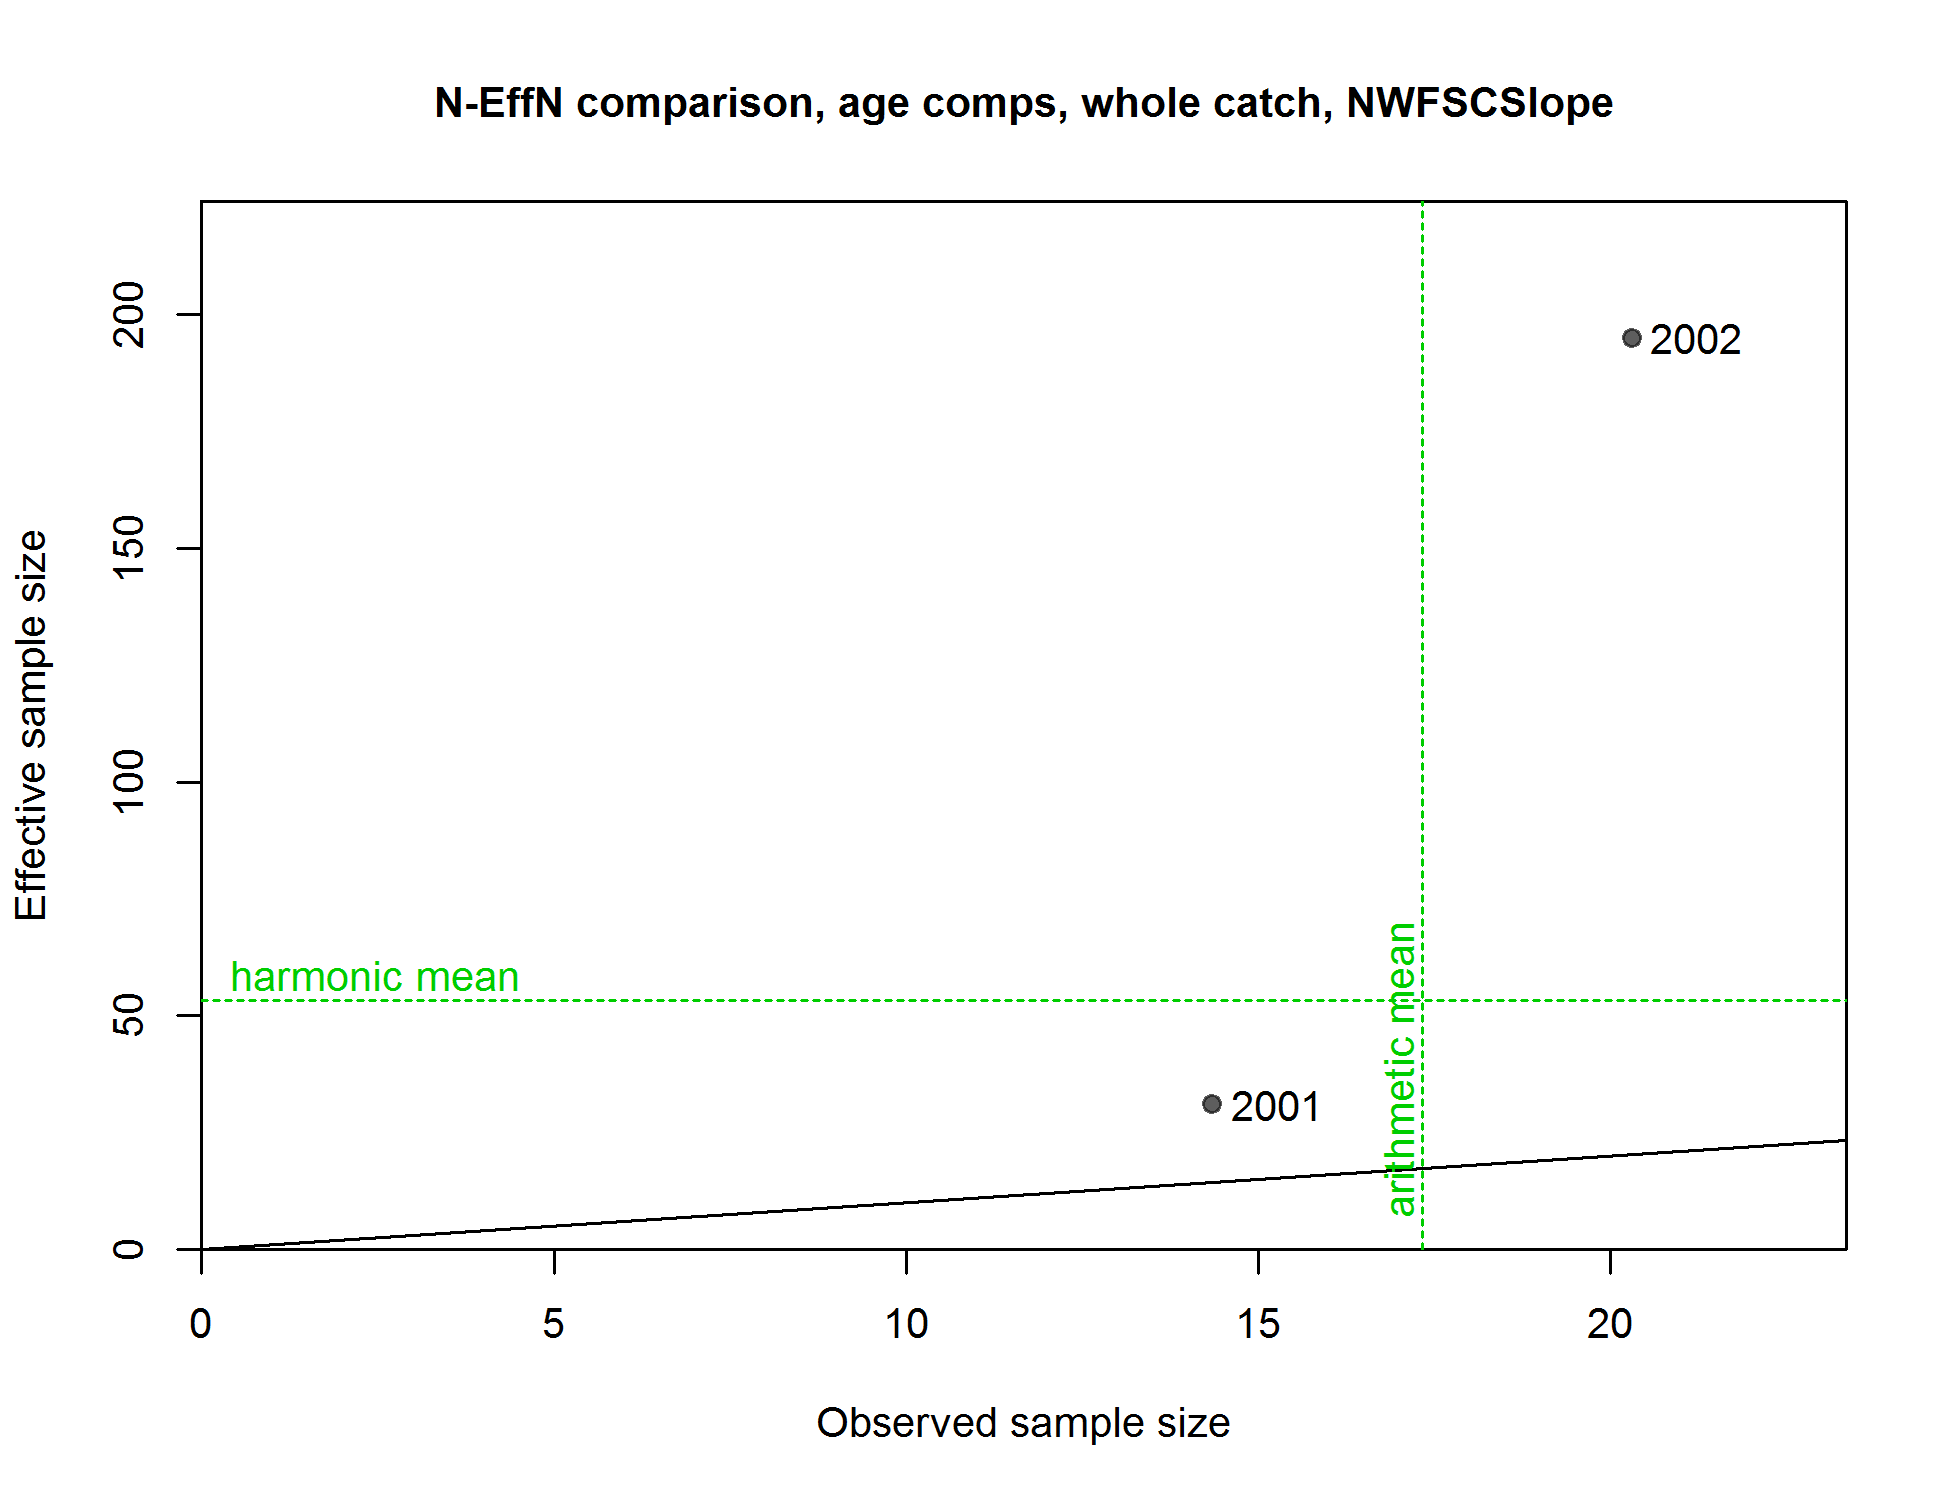 N-EffN comparison, age comps, whole catch, NWFSCSlope
Effective sample size
200
150
100
50
0
2002
harmonic mean
arithmetic mean
2001
0 5 10 15 20
Observed sample size